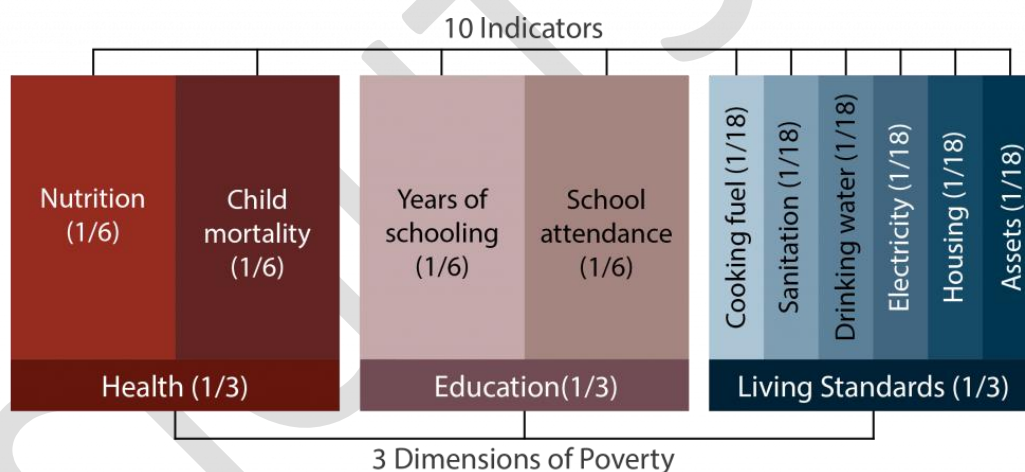 10 Indicators
Nutrition
(1/6)
Child
mortality
(1/6)
Years of
schooling
(1/6)
School
attendance
(1/6)
Cooking fuel (1/18)
Sanitation (1/18)
Drinking water (1/18)
Electricity (1/18)
Housing (1/18)
Assets (1/18)
Health (1/3)
Education(1/3)
Living Standards (1/3)
3 Dimensions of Poverty